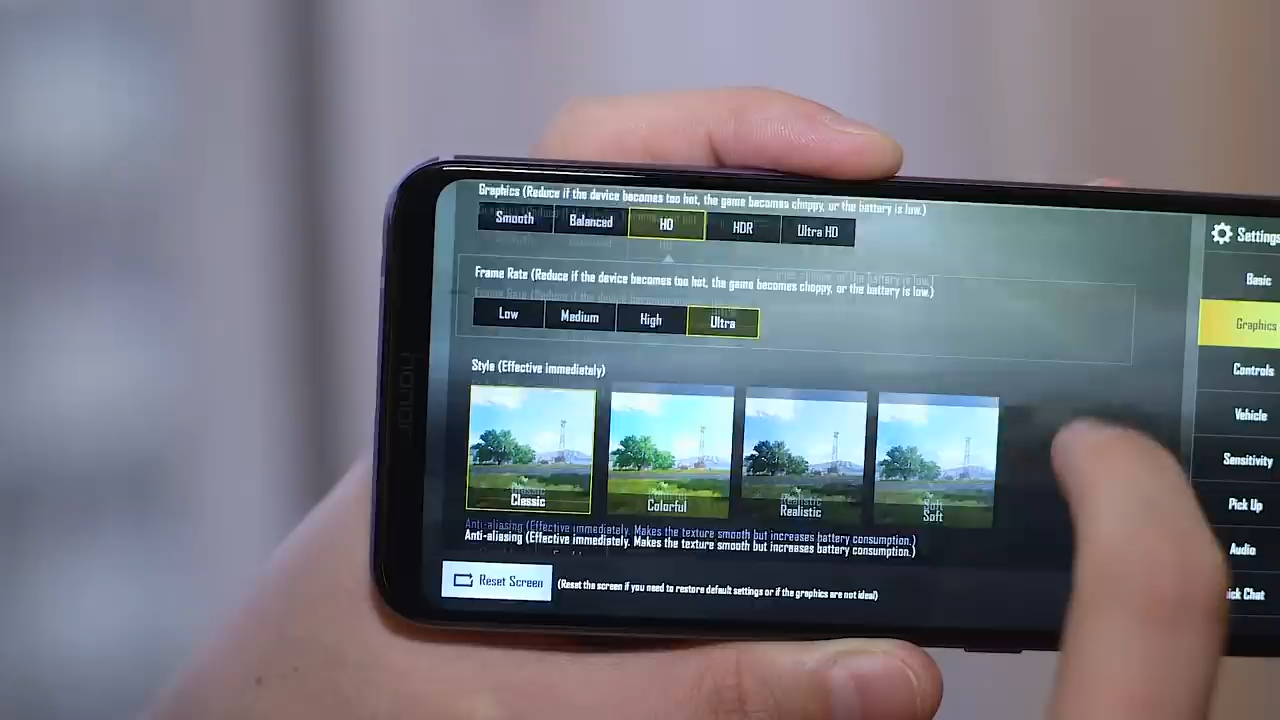 Graphics (Reduce if the device becomes too hot, the game becomes choppy, or the battery is low.)
Smooth
Balanced
HD
HDR
Ultra HD
Frame Rate (Reduce if the device becomes too hot, the game becomes choppy, or the battery is low.)
Low
Medium
High
Ultra
Style (Effective immediately)
Classic
Colorful
Realistic
Soft
Anti-aliasing (Effective immediately. Makes the texture smooth but increases battery consumption.)
Reset Screen
(Reset the screen if you need to restore default settings or if the graphics are not ideal)
Settings
Basic
Graphics
Controls
Vehicle
Sensitivity
Pick Up
Audio
ick Chat
honor